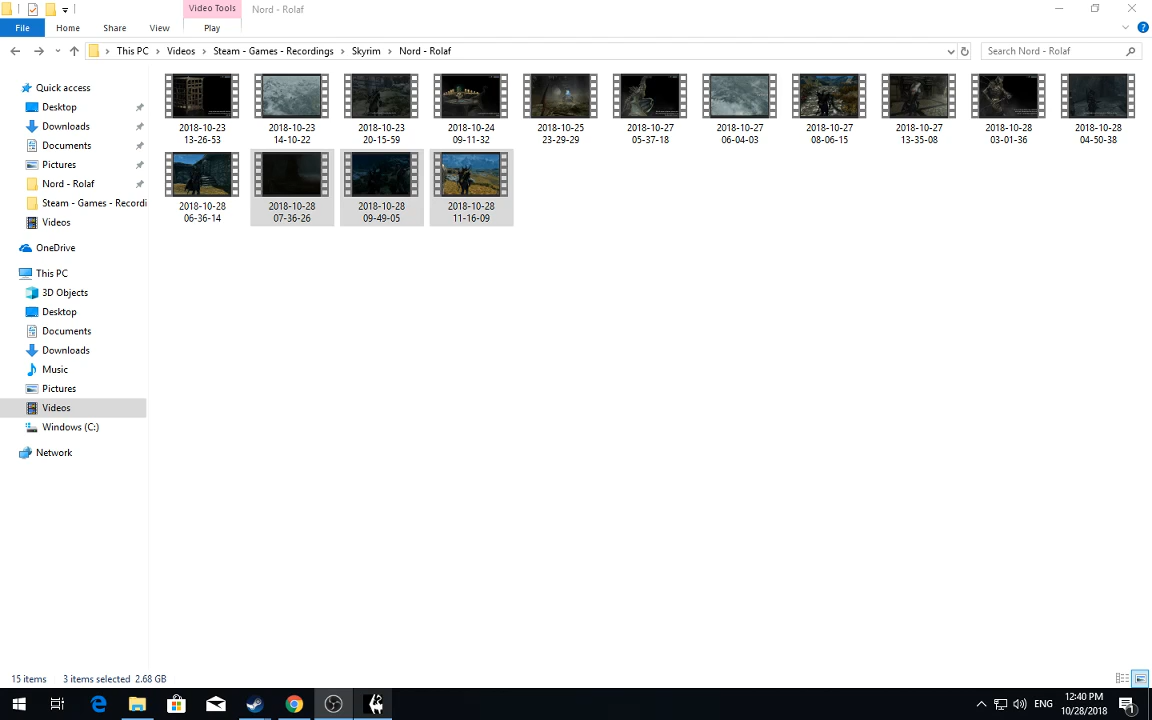 Video Tools
Nord - Rolaf
File
Home
Share
View
Play
This PC
Videos
Steam - Games - Recordings
Skyrim
Nord - Rolaf
Search Nord - Rolaf
Quick access
Desktop
Downloads
Documents
Pictures
Nord - Rolaf
Steam - Games - Recordi
Videos
OneDrive
This PC
3D Objects
Desktop
Documents
Downloads
Music
Pictures
Videos
Windows (C:)
Network
2018-10-23
13-26-53
2018-10-23
14-10-22
2018-10-23
20-15-59
2018-10-24
09-11-32
2018-10-25
23-29-29
2018-10-27
05-37-18
2018-10-27
06-04-03
2018-10-27
08-06-15
2018-10-27
13-35-08
2018-10-28
03-01-36
2018-10-28
04-50-38
2018-10-28
06-36-14
2018-10-28
07-36-26
2018-10-28
09-49-05
2018-10-28
11-16-09
15 items
3 items selected 2.68 GB
ENG
12:40 PM
10/28/2018
1